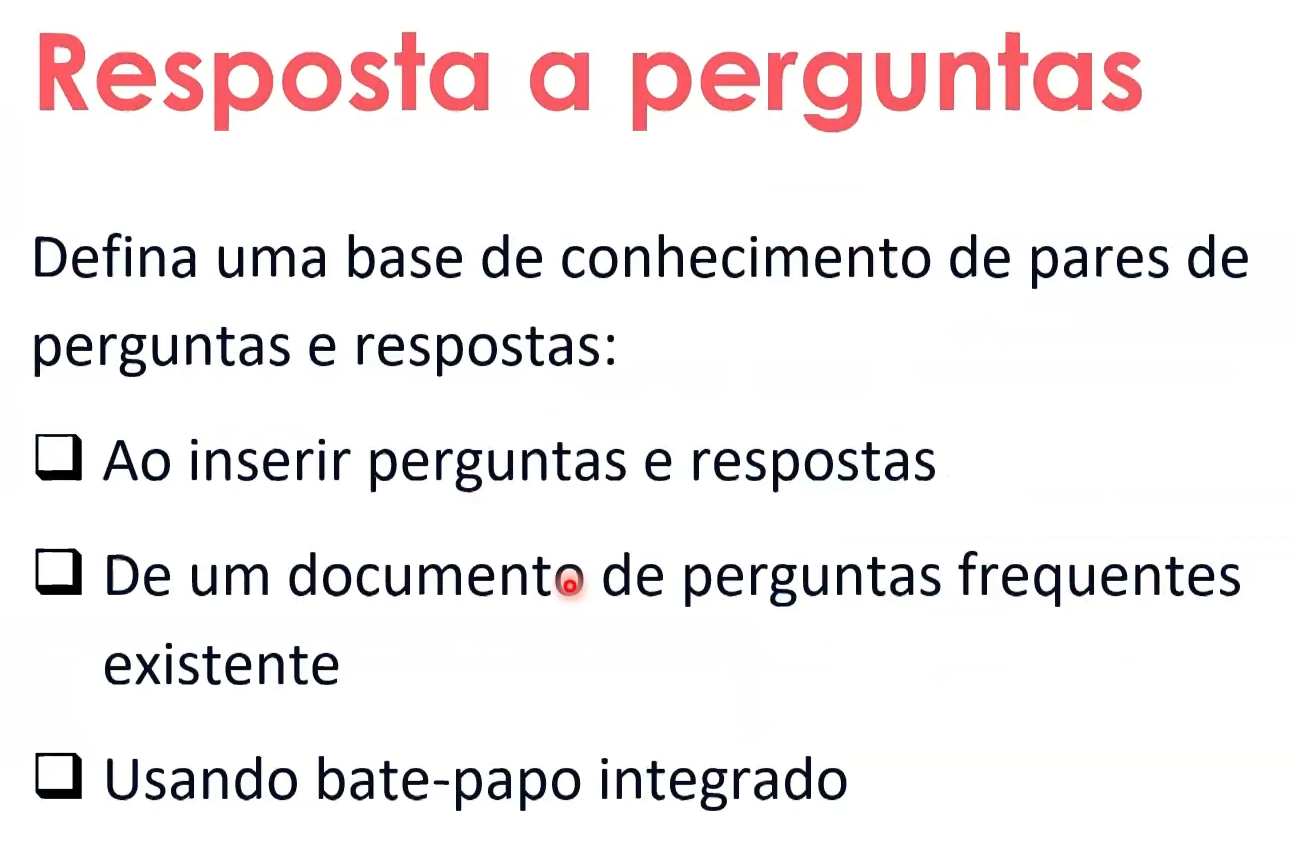 Resposta a perguntas
Defina uma base de conhecimento de pares de
perguntas e respostas:
Ao inserir perguntas e respostas
De um documento de perguntas frequentes
existente
Usando bate-papo integrado